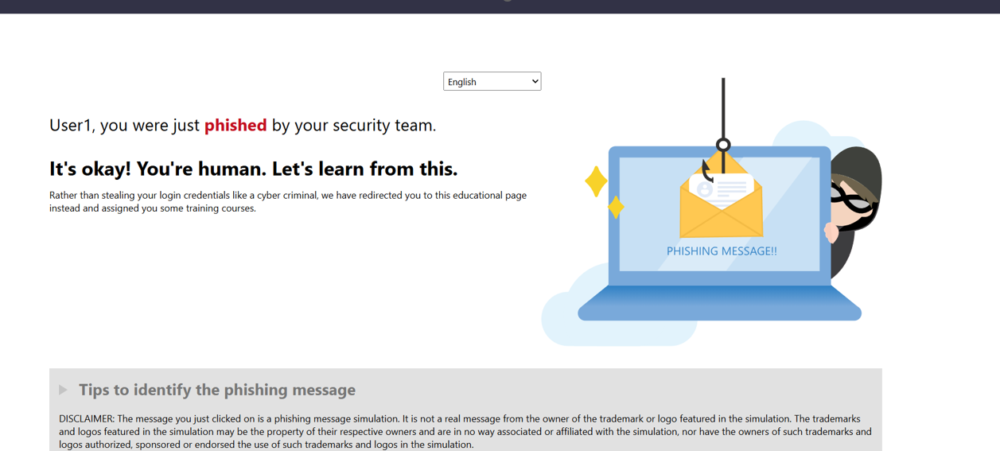 English
User1, you were just phished by your security team.
It's okay! You're human. Let's learn from this.
Rather than stealing your login credentials like a cyber criminal, we have redirected you to this educational page
instead and assigned you some training courses.
PHISHING MESSAGE!!
Tips to identify the phishing message
DISCLAIMER: The message you just clicked on is a phishing message simulation. It is not a real message from the owner of the trademark or logo featured in the simulation. The trademarks
and logos featured in the simulation may be the property of their respective owners and are in no way associated or affiliated with the simulation, nor have the owners of such trademarks and
logos authorized, sponsored or endorsed the use of such trademarks and logos in the simulation.